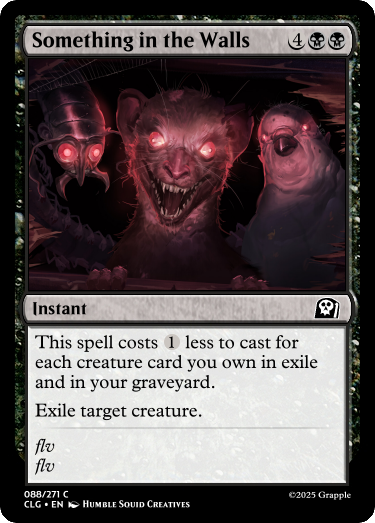 Something in the Walls 4
Instant
This spell costs 1 less to cast for
each creature card you own in exile
and in your graveyard.
Exile target creature.
flv
flv
088/271 C
CLG • EN Humble Squid Creatives
©2025 Grapple